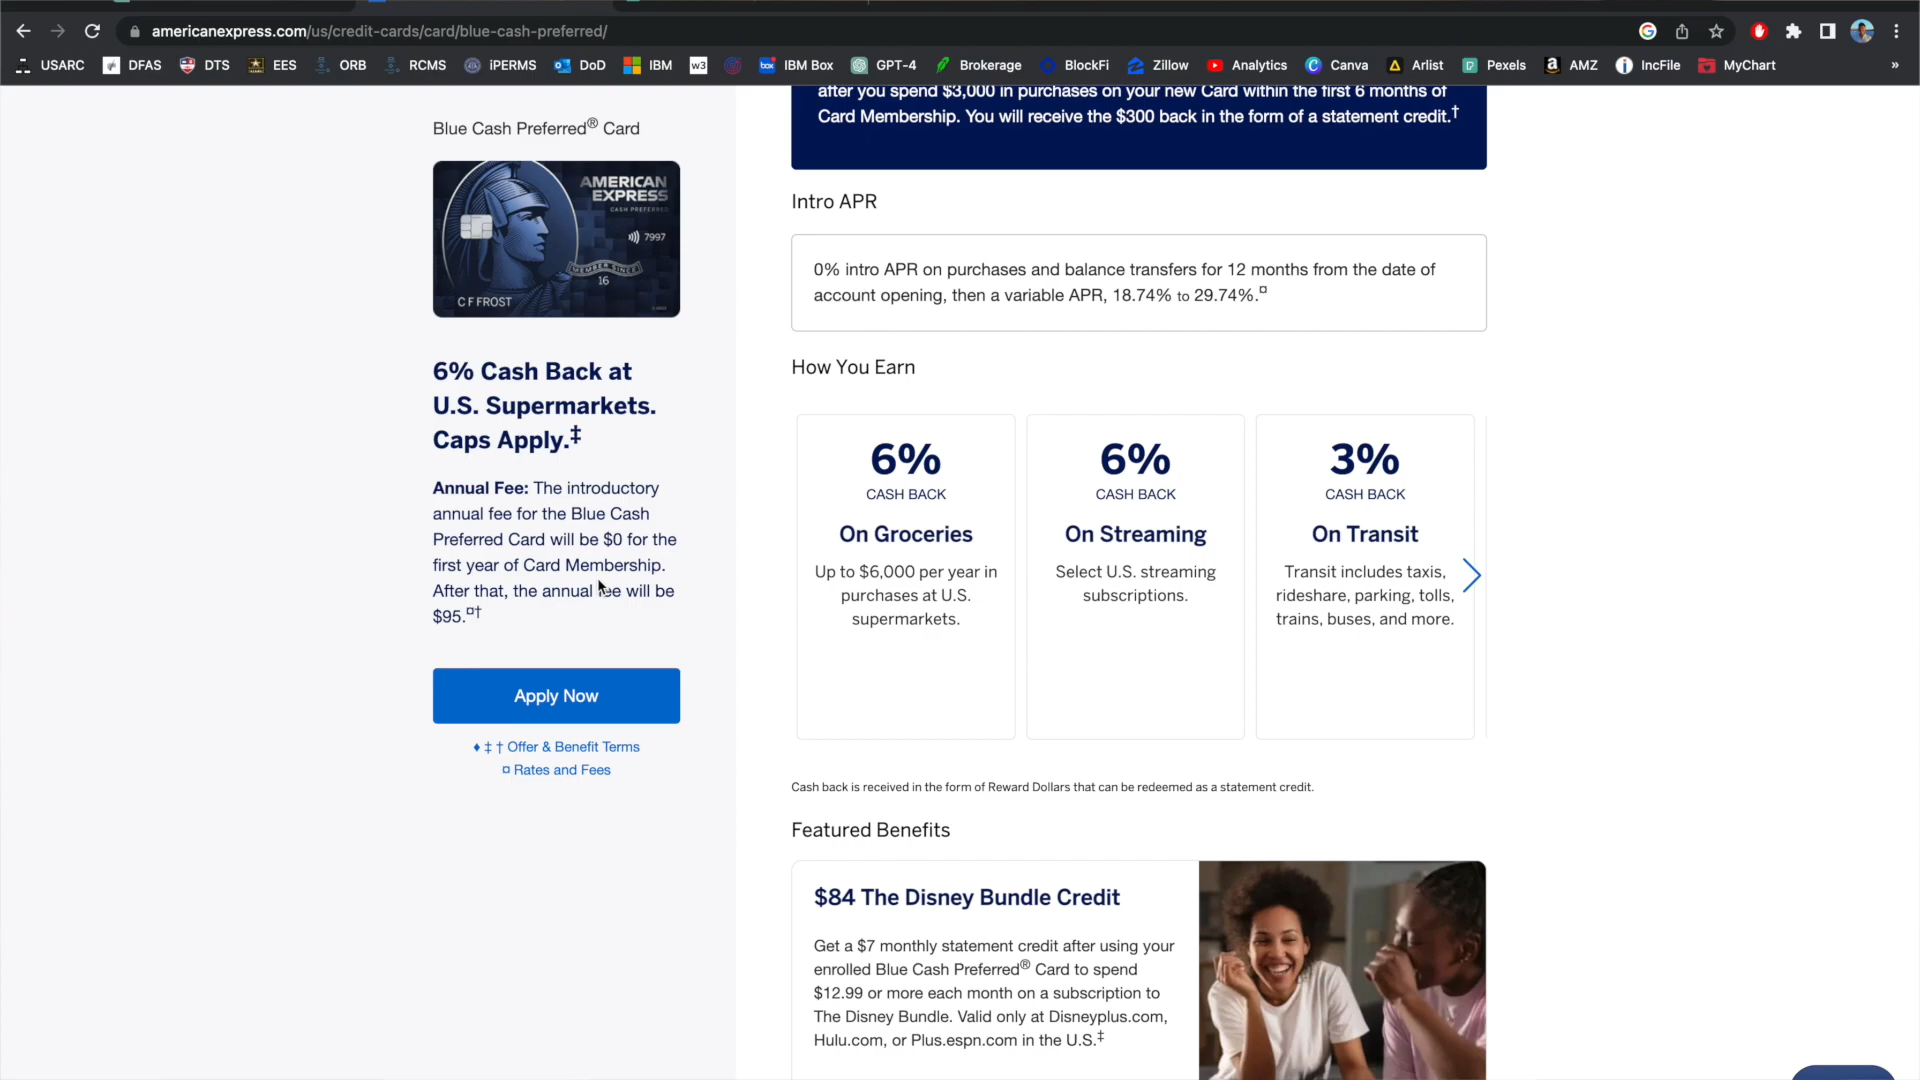 americanexpress.com/us/credit-cards/card/blue-cash-preferred/
USARC DFAS DTS EES ORB RCMS iPERMS DoD IBM w3 IBM Box GPT-4 Brokerage BlockFi Zillow Analytics Canva Arlist Pexels AMZ IncFile MyChart »
Blue Cash Preferred® Card
AMERICAN
EXPRESS
CASH PREFERRED
7997
MEMBER SINCE
16
C F FROST
6% Cash Back at
U.S. Supermarkets.
Caps Apply.‡
Annual Fee: The introductory
annual fee for the Blue Cash
Preferred Card will be $0 for the
first year of Card Membership.
After that, the annual fee will be
$95.¤†
Apply Now
♦ ‡ † Offer & Benefit Terms
¤ Rates and Fees
after you spend $3,000 in purchases on your new Card within the first 6 months of
Card Membership. You will receive the $300 back in the form of a statement credit.†
Intro APR
0% intro APR on purchases and balance transfers for 12 months from the date of
account opening, then a variable APR, 18.74% to 29.74%.¤
How You Earn
6%
CASH BACK
On Groceries
Up to $6,000 per year in
purchases at U.S.
supermarkets.
6%
CASH BACK
On Streaming
Select U.S. streaming
subscriptions.
3%
CASH BACK
On Transit
Transit includes taxis,
rideshare, parking, tolls,
trains, buses, and more.
Cash back is received in the form of Reward Dollars that can be redeemed as a statement credit.
Featured Benefits
$84 The Disney Bundle Credit
Get a $7 monthly statement credit after using your
enrolled Blue Cash Preferred® Card to spend
$12.99 or more each month on a subscription to
The Disney Bundle. Valid only at Disneyplus.com,
Hulu.com, or Plus.espn.com in the U.S.‡